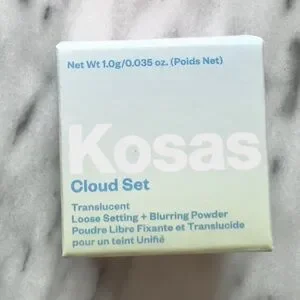 Net Wt 1.0g/0.035 oz. (Poids Net)
Kosas
Cloud Set
Translucent
Loose Setting + Blurring Powder
Poudre Libre Fixante et Translucide
pour un teint Unifié